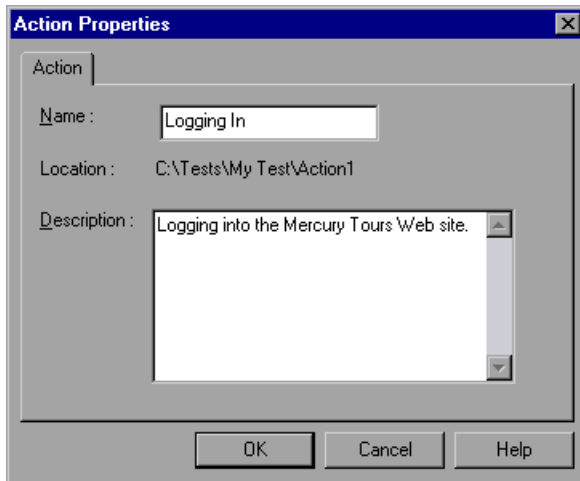 Action Properties
Action
Name : Logging In
Location : C:\Tests\My Test\Action1
Description : Logging into the Mercury Tours Web site.
OK Cancel Help